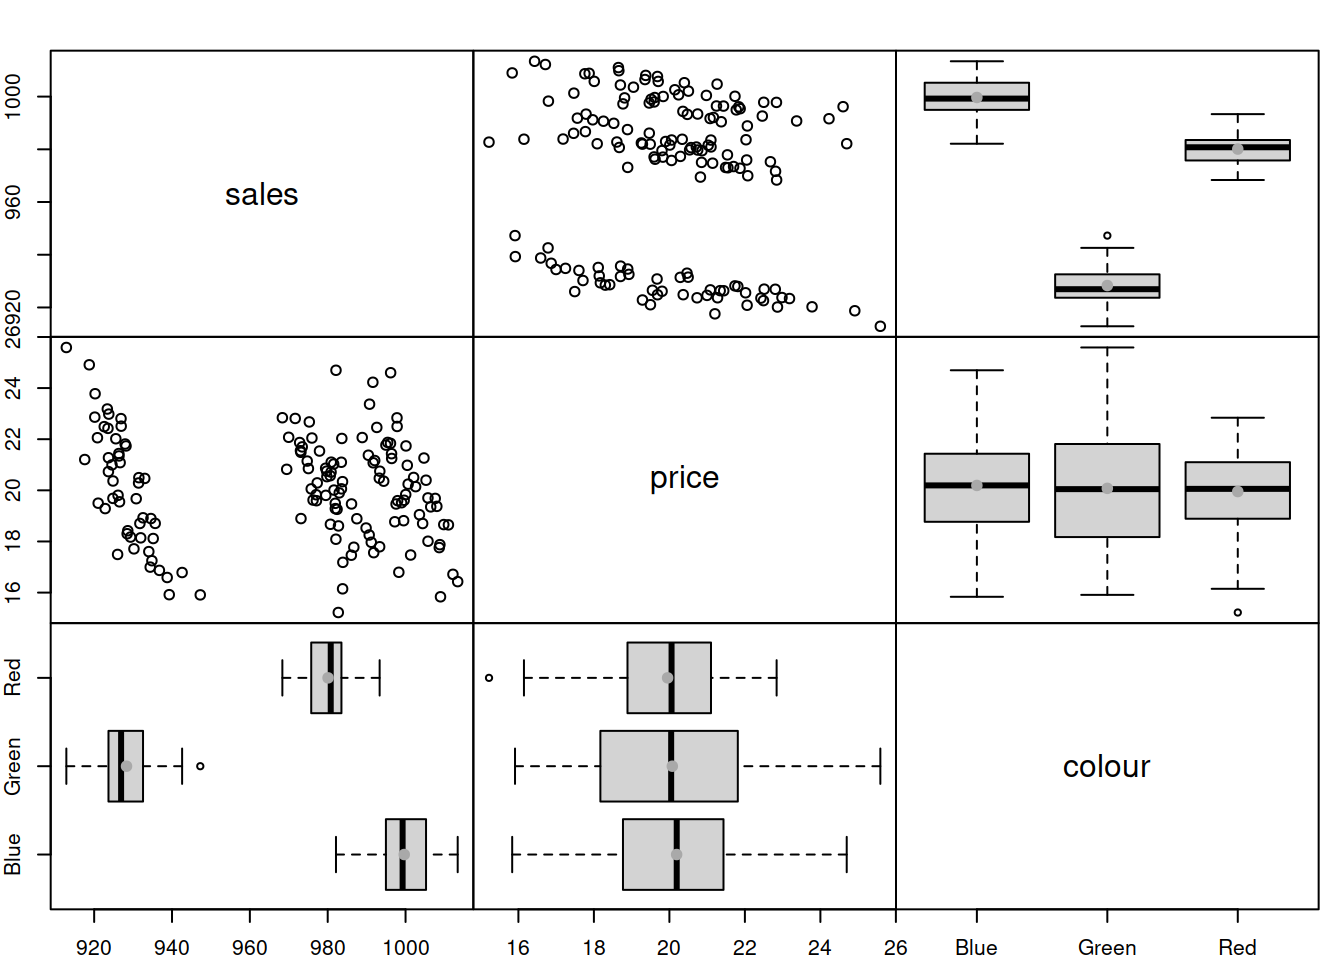 sales
1000
960
920
price
26
24
22
20
18
16
colour
Red
Green
Blue
920 940 960 980 1000
16 18 20 22 24 26
Blue Green Red